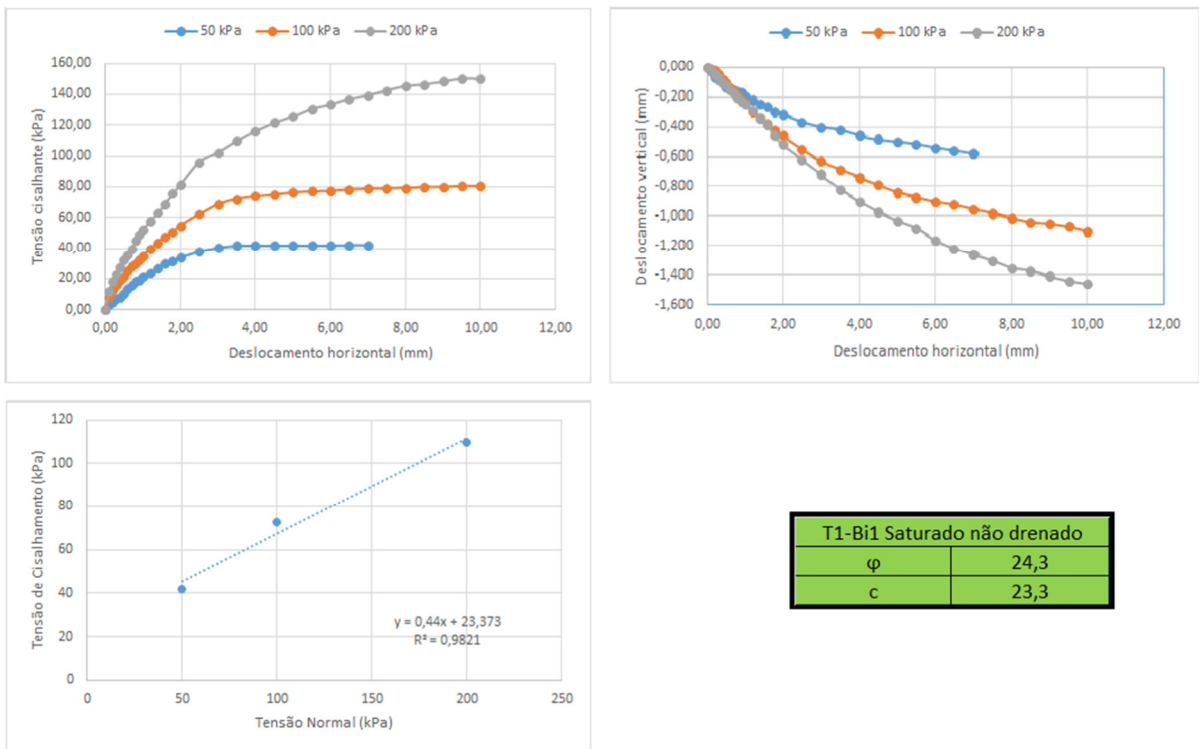 50 kPa 100 kPa 200 kPa
Tensão cisalhante (kPa)
160,00
140,00
120,00
100,00
80,00
60,00
40,00
20,00
0,00
0,00 2,00 4,00 6,00 8,00 10,00 12,00
Deslocamento horizontal (mm)
50 kPa 100 kPa 200 kPa
Deslocamento vertical (mm)
0,000
-0,200
-0,400
-0,600
-0,800
-1,000
-1,200
-1,400
-1,600
0,00 2,00 4,00 6,00 8,00 10,00 12,00
Deslocamento horizontal (mm)
Tensão de Cisalhamento (kPa)
120
100
80
60
40
20
0
y = 0,44x + 23,373
R² = 0,9821
0 50 100 150 200 250
Tensão Normal (kPa)
T1-Bi1 Saturado não drenado
φ 24,3
c 23,3